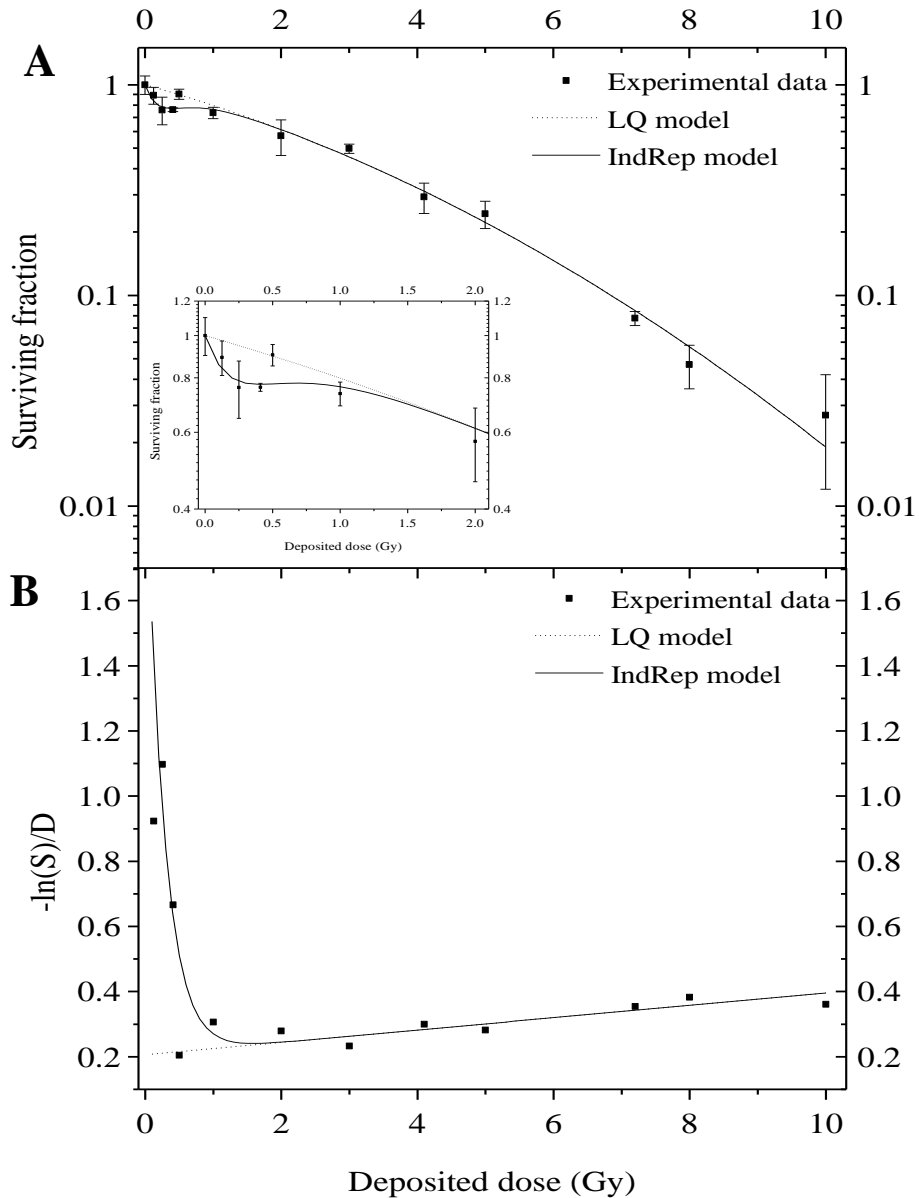 0 2 4 6 8 10
A
1 1
Experimental data
LQ model
IndRep model
Surviving fraction
0.1 0.1
0.01 0.01
0.0 0.5 1.0 1.5 2.0
1.2 1.2
1 1
0.8 0.8
0.6 0.6
0.4 0.4
Surviving fraction
0.0 0.5 1.0 1.5 2.0
Deposited dose (Gy)
B
1.6 1.6
Experimental data
LQ model
IndRep model
1.4 1.4
1.2 1.2
1.0 1.0
0.8 0.8
0.6 0.6
0.4 0.4
0.2 0.2
-ln(S)/D
0 2 4 6 8 10
Deposited dose (Gy)